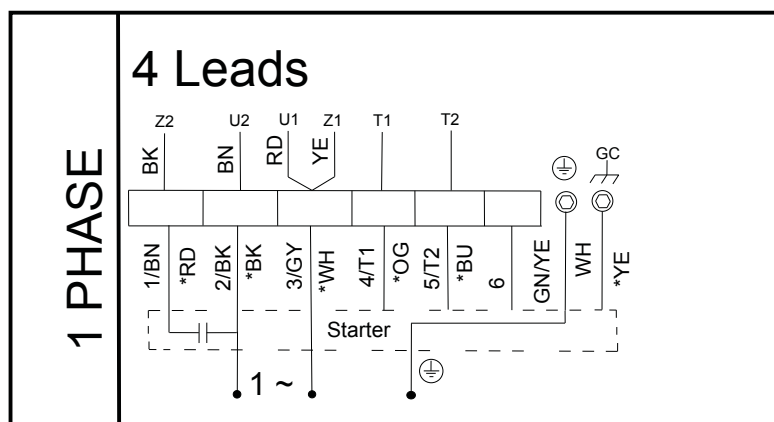 1 PHASE
4 Leads
Z2 U2 U1 Z1 T1 T2
BK BN RD YE
GC
1/BN *RD 2/BK *BK 3/GY *WH 4/T1 *OG 5/T2 *BU 6 GN/YE WH *YE
Starter
1 ~